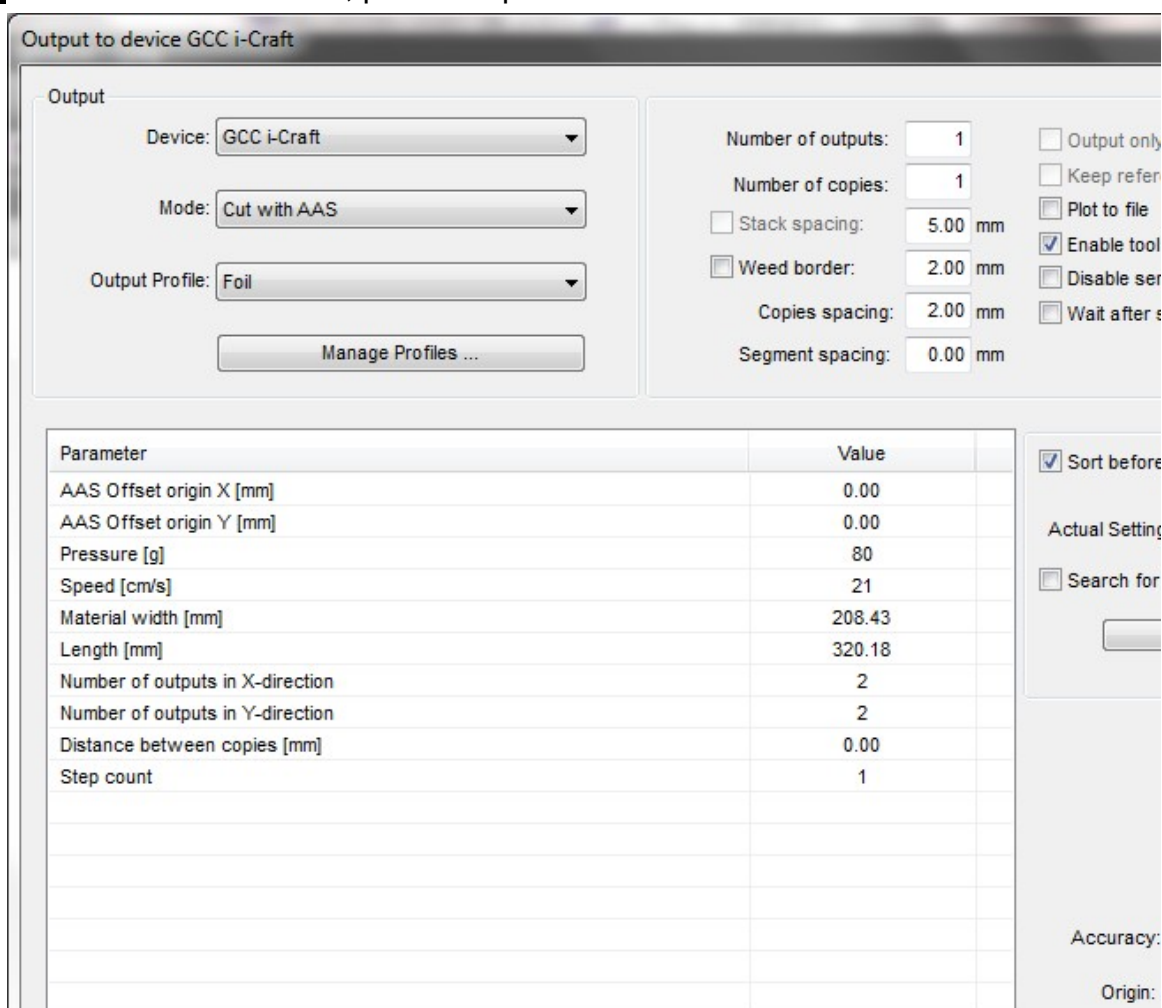 Output to device GCC i-Craft
Output
Device: GCC i-Craft
Mode: Cut with AAS
Output Profile: Foil
Manage Profiles ...
Number of outputs: 1
Number of copies: 1
Stack spacing: 5.00 mm
Weed border: 2.00 mm
Copies spacing: 2.00 mm
Segment spacing: 0.00 mm
Output only
Keep refer
Plot to file
Enable tool
Disable ser
Wait after s
Parameter Value
AAS Offset origin X [mm] 0.00
AAS Offset origin Y [mm] 0.00
Pressure [g] 80
Speed [cm/s] 21
Material width [mm] 208.43
Length [mm] 320.18
Number of outputs in X-direction 2
Number of outputs in Y-direction 2
Distance between copies [mm] 0.00
Step count 1
Sort before
Actual Setting
Search for
Accuracy:
Origin: